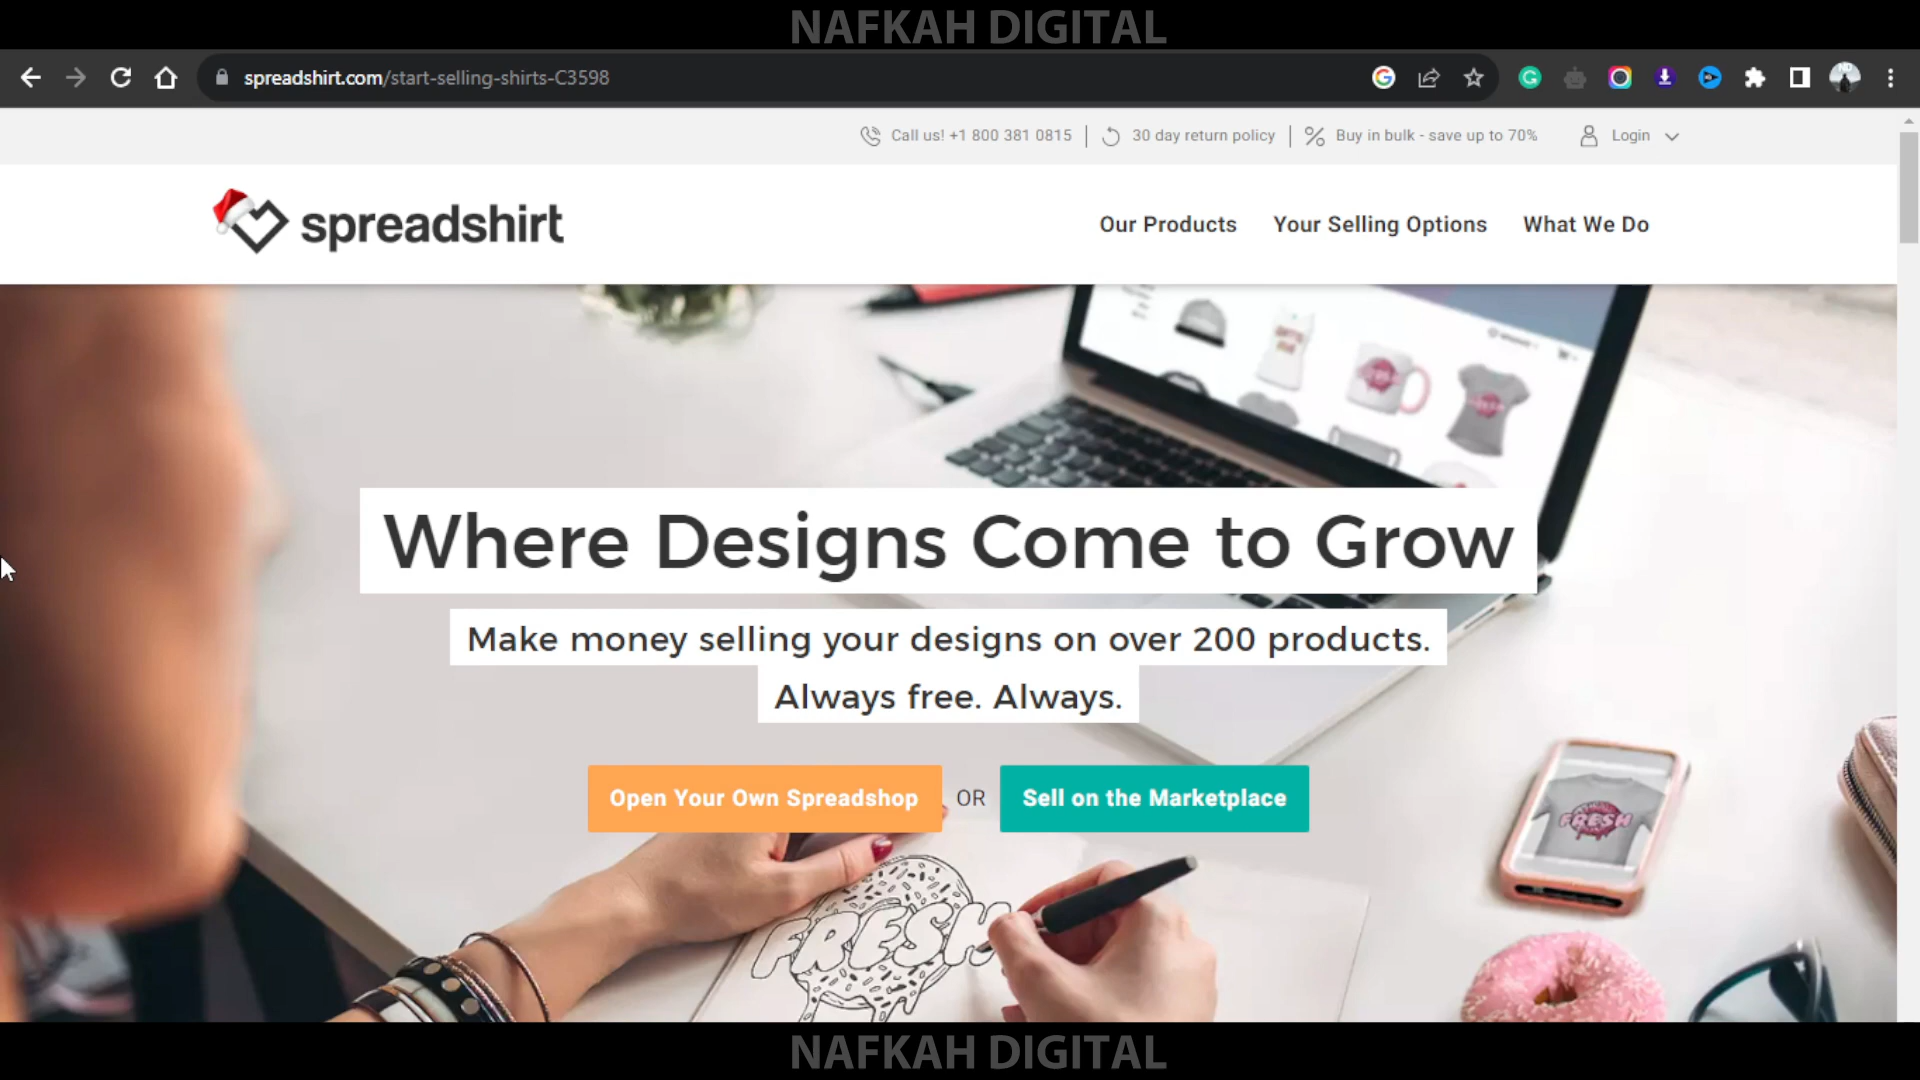 NAFKAH DIGITAL
spreadshirt.com/start-selling-shirts-C3598
Call us! +1 800 381 0815
30 day return policy
Buy in bulk - save up to 70%
Login
spreadshirt
Our Products
Your Selling Options
What We Do
Where Designs Come to Grow
Make money selling your designs on over 200 products.
Always free. Always.
Open Your Own Spreadshop
OR
Sell on the Marketplace
FRESH
FRESH
NAFKAH DIGITAL